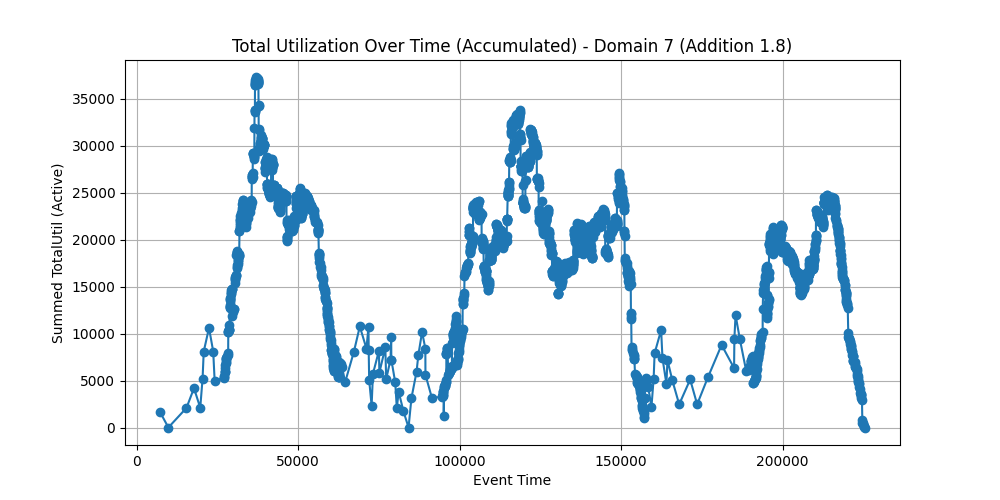 Total Utilization Over Time (Accumulated) - Domain 7 (Addition 1.8)
Summed TotalUtil (Active)
35000
30000
25000
20000
15000
10000
5000
0
0 50000 100000 150000 200000
Event Time